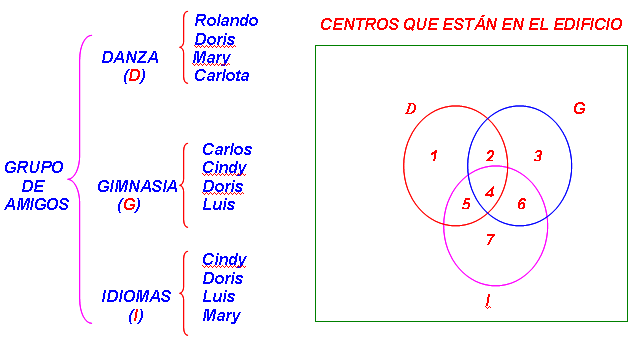 GRUPO
DE
AMIGOS
DANZA
(D)
Rolando
Doris
Mary
Carlota
GIMNASIA
(G)
Carlos
Cindy
Doris
Luis
IDIOMAS
(I)
Cindy
Doris
Luis
Mary
CENTROS QUE ESTÁN EN EL EDIFICIO
D
G
1
2
3
4
5
6
7
I